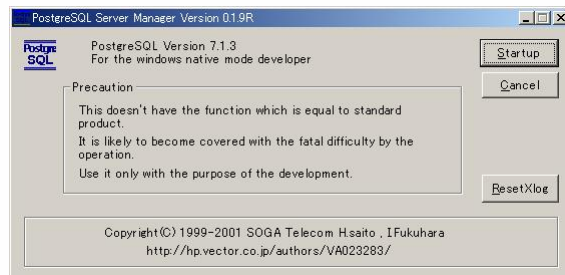 PostgreSQL Server Manager Version 0.1.9R
Postgre
SQL
PostgreSQL Version 7.1.3
For the windows native mode developer
Startup
Cancel
Precaution
This doesn't have the function which is equal to standard
product.
It is likely to become covered with the fatal difficulty by the
operation.
Use it only with the purpose of the development.
ResetXlog
Copyright(C) 1999-2001 SOGA Telecom H.saito , I.Fukuhara
http://hp.vector.co.jp/authors/VA023283/